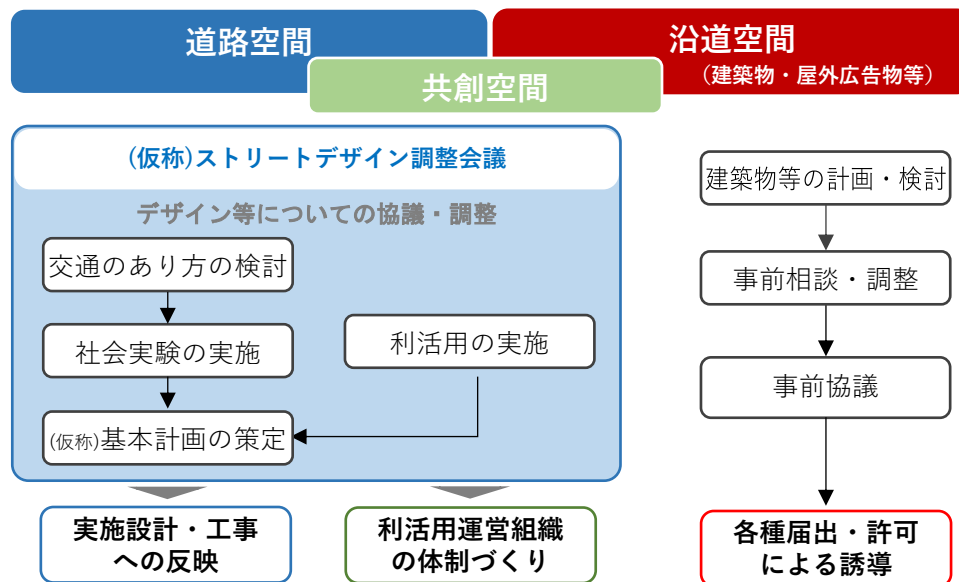 道路空間
沿道空間
（建築物・屋外広告物等）
共創空間
(仮称)ストリートデザイン調整会議
デザイン等についての協議・調整
交通のあり方の検討
社会実験の実施
利活用の実施
(仮称)基本計画の策定
実施設計・工事
への反映
利活用運営組織
の体制づくり
建築物等の計画・検討
事前相談・調整
事前協議
各種届出・許可
による誘導